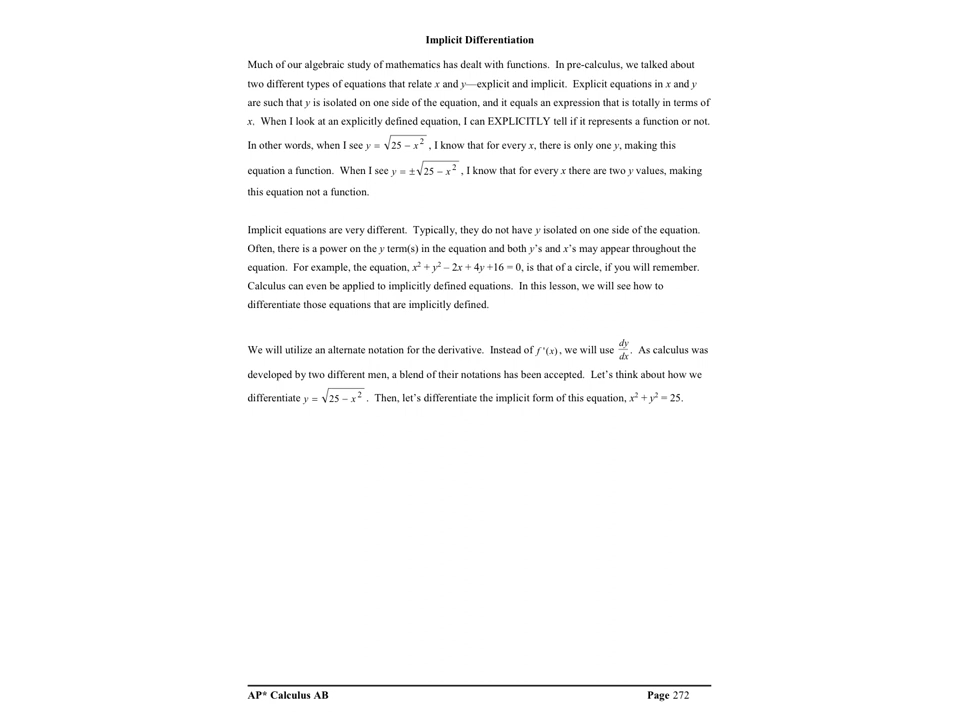 Implicit Differentiation
Much of our algebraic study of mathematics has dealt with functions.  In pre-calculus, we talked about
two different types of equations that relate x and y—explicit and implicit.  Explicit equations in x and y
are such that y is isolated on one side of the equation, and it equals an expression that is totally in terms of
x.  When I look at an explicitly defined equation, I can EXPLICITLY tell if it represents a function or not.
In other words, when I see y = √(25 − x²) , I know that for every x, there is only one y, making this
equation a function.  When I see y = ±√(25 − x²) , I know that for every x there are two y values, making
this equation not a function.
Implicit equations are very different.  Typically, they do not have y isolated on one side of the equation.
Often, there is a power on the y term(s) in the equation and both y's and x's may appear throughout the
equation.  For example, the equation, x² + y² – 2x + 4y +16 = 0, is that of a circle, if you will remember.
Calculus can even be applied to implicitly defined equations.  In this lesson, we will see how to
differentiate those equations that are implicitly defined.
We will utilize an alternate notation for the derivative.  Instead of f '(x), we will use dy/dx.  As calculus was
developed by two different men, a blend of their notations has been accepted.  Let's think about how we
differentiate y = √(25 − x²) .  Then, let's differentiate the implicit form of this equation, x² + y² = 25.
AP* Calculus AB Page 272